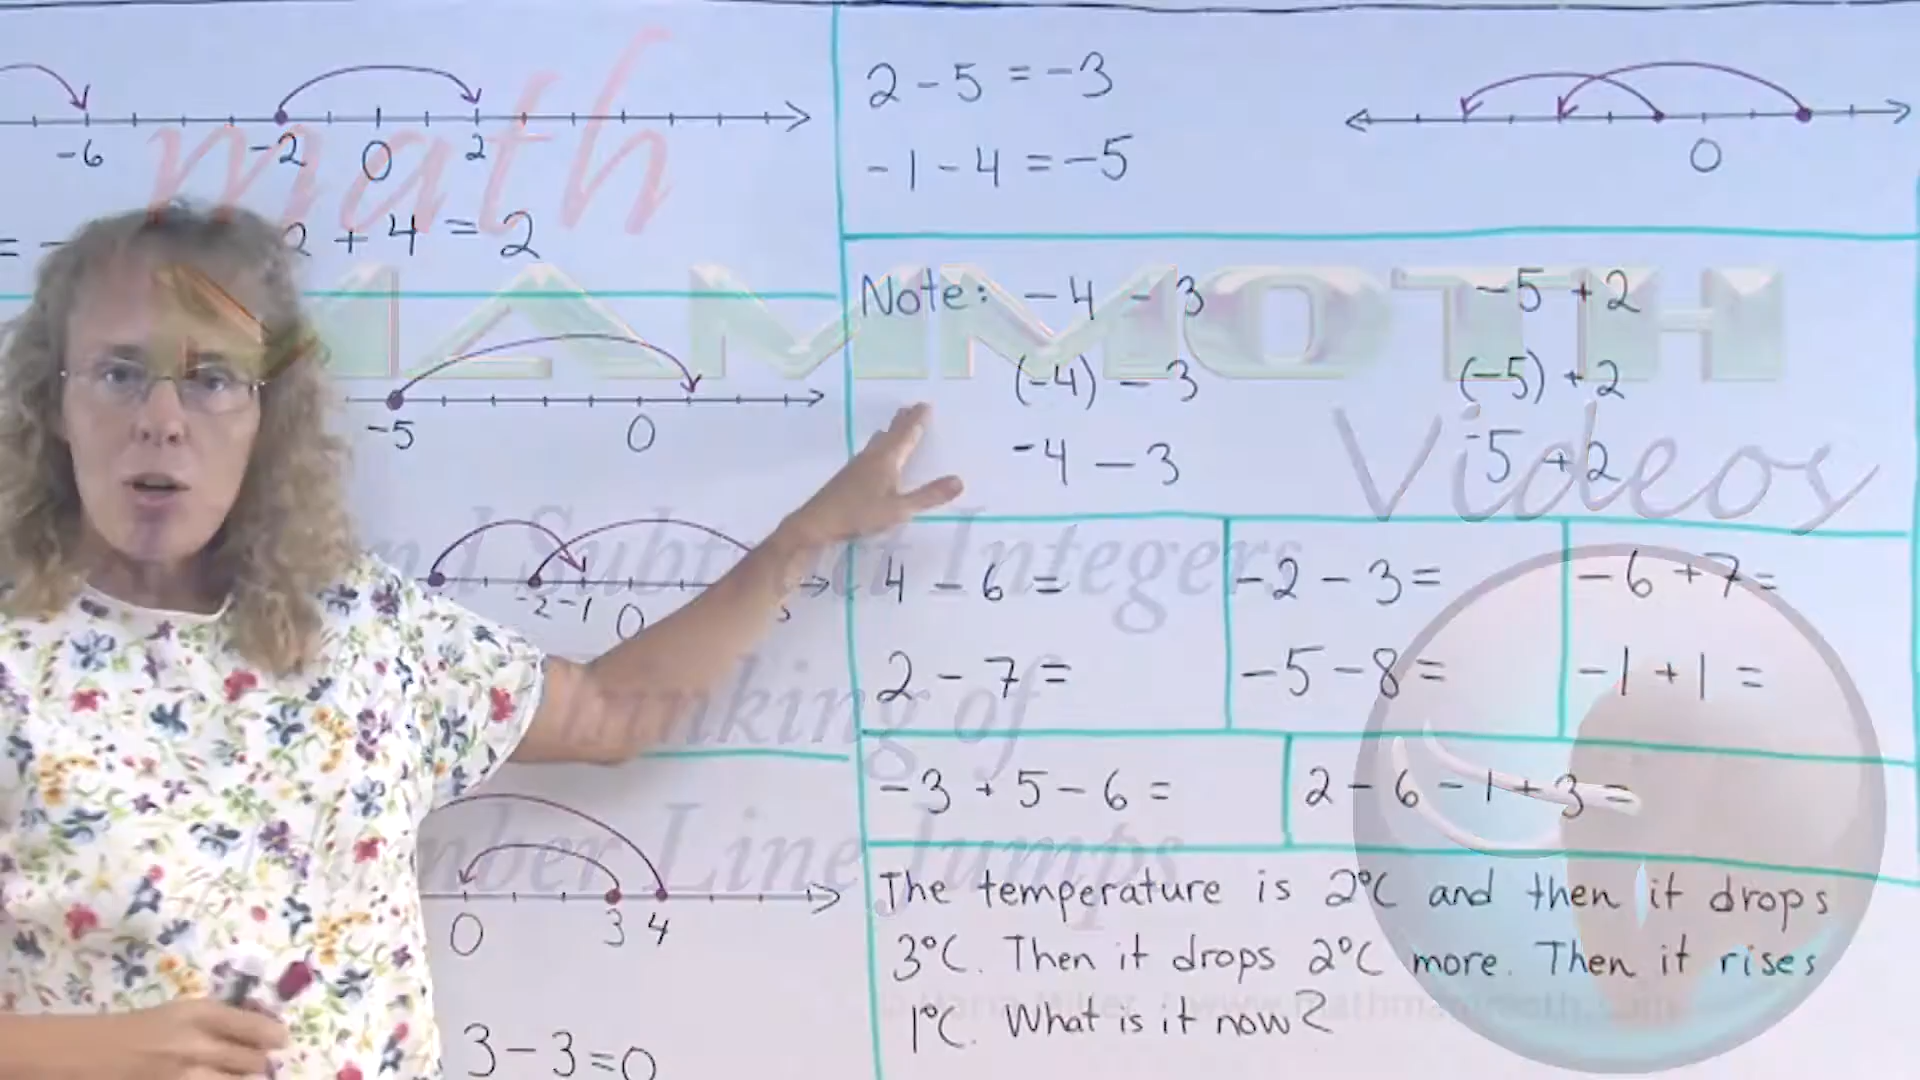 -6 -2 0 2
2 + 4 = 2
-5 0
-2 -1 0
0 3 4
3 - 3 = 0
2 - 5 = -3
-1 - 4 = -5
0
Note: -4 - 3 -5 + 2
(-4) - 3 (-5) + 2
-4 - 3 -5 + 2
4 - 6 = -2 - 3 = -6 + 7 =
2 - 7 = -5 - 8 = -1 + 1 =
-3 + 5 - 6 = 2 - 6 - 1 + 3 =
The temperature is 2°C and then it drops
3°C. Then it drops 2°C more. Then it rises
1°C. What is it now?
math
MAMMOTH
Videos
and Subtract Integers
Thinking of
Number Line Jumps